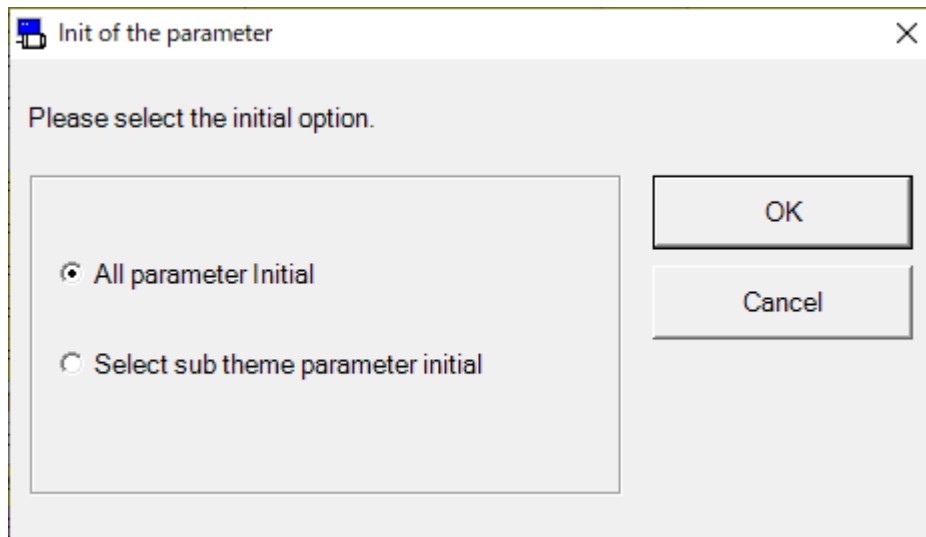 Init of the parameter
Please select the initial option.
All parameter Initial
Select sub theme parameter initial
OK
Cancel